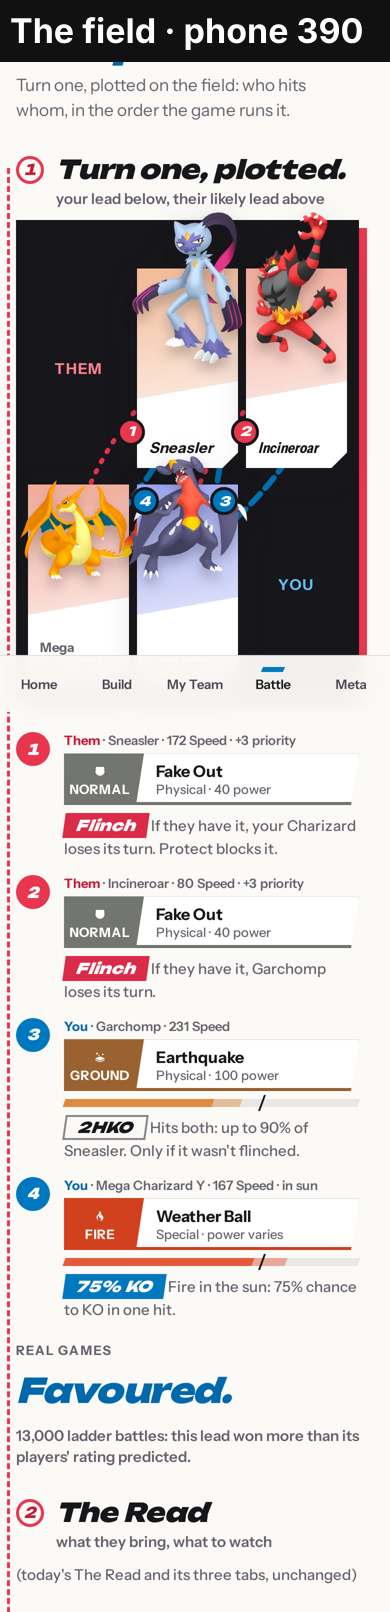 The field · phone 390
Turn one, plotted on the field: who hits
whom, in the order the game runs it.
1 Turn one, plotted.
your lead below, their likely lead above
THEM
1
2
Sneasler
Incineroar
4
3
YOU
Mega
Home Build My Team Battle Meta
1 Them · Sneasler · 172 Speed · +3 priority
NORMAL
Fake Out
Physical · 40 power
Flinch If they have it, your Charizard
loses its turn. Protect blocks it.
2 Them · Incineroar · 80 Speed · +3 priority
NORMAL
Fake Out
Physical · 40 power
Flinch If they have it, Garchomp
loses its turn.
3 You · Garchomp · 231 Speed
GROUND
Earthquake
Physical · 100 power
2HKO Hits both: up to 90% of
Sneasler. Only if it wasn't flinched.
4 You · Mega Charizard Y · 167 Speed · in sun
FIRE
Weather Ball
Special · power varies
75% KO Fire in the sun: 75% chance
to KO in one hit.
REAL GAMES
Favoured.
13,000 ladder battles: this lead won more than its
players' rating predicted.
2 The Read
what they bring, what to watch
(today's The Read and its three tabs, unchanged)